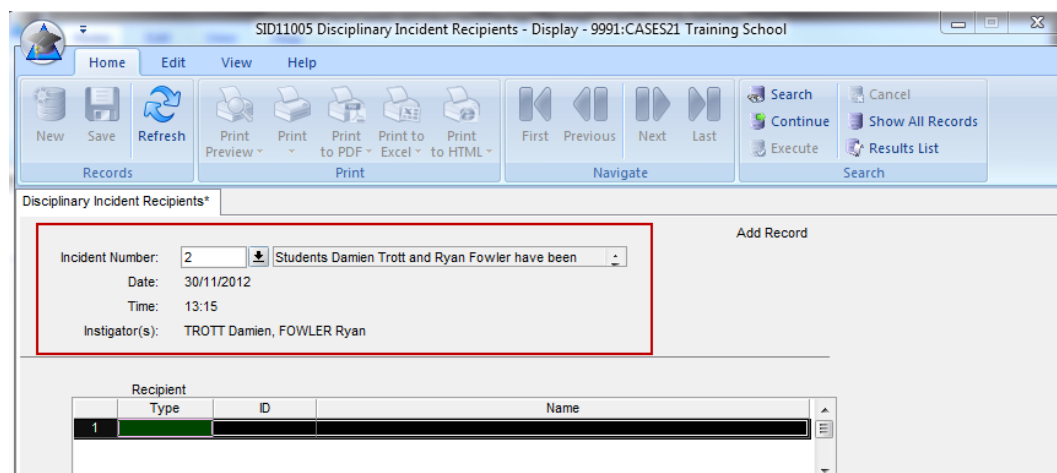 SID11005 Disciplinary Incident Recipients - Display - 9991:CASES21 Training School
Home Edit View Help
New Save Refresh Print Preview Print Print to PDF Print to Excel Print to HTML First Previous Next Last Search Cancel
Continue Show All Records
Execute Results List
Records Print Navigate Search
Disciplinary Incident Recipients*
Add Record
Incident Number: 2 Students Damien Trott and Ryan Fowler have been
Date: 30/11/2012
Time: 13:15
Instigator(s): TROTT Damien, FOWLER Ryan
Recipient
Type ID Name
1